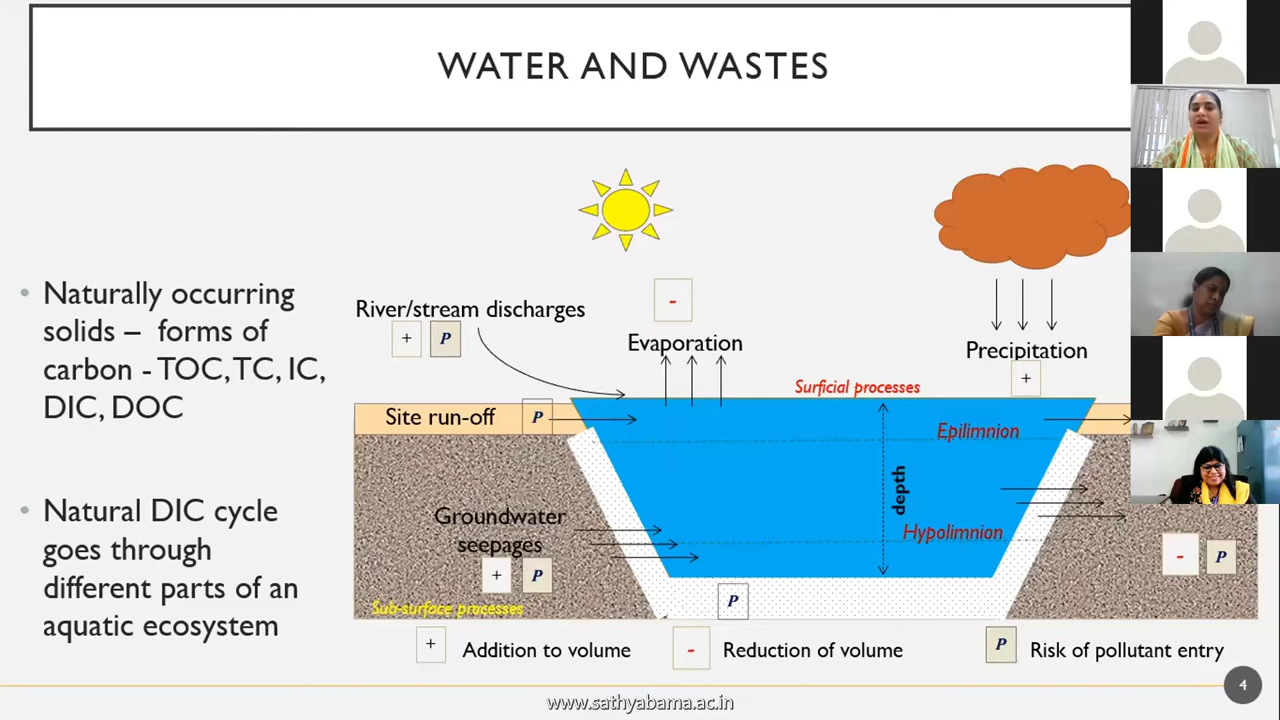 WATER AND WASTES
• Naturally occurring
solids – forms of
carbon - TOC, TC, IC,
DIC, DOC
• Natural DIC cycle
goes through
different parts of an
aquatic ecosystem
River/stream discharges
+ P
-
Evaporation
Precipitation
+
Surficial processes
Site run-off P
Epilimnion
depth
Hypolimnion
Groundwater
seepages
+ P
- P
P
Sub-surface processes
+ Addition to volume
- Reduction of volume
P Risk of pollutant entry
4
www.sathyabama.ac.in